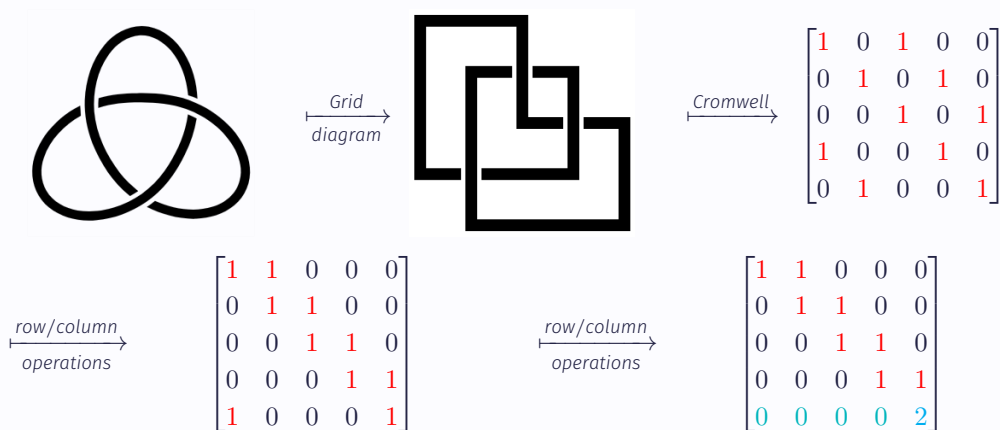 Grid
diagram
Cromwell
1 0 1 0 0
0 1 0 1 0
0 0 1 0 1
1 0 0 1 0
0 1 0 0 1
row/column
operations
1 1 0 0 0
0 1 1 0 0
0 0 1 1 0
0 0 0 1 1
1 0 0 0 1
row/column
operations
1 1 0 0 0
0 1 1 0 0
0 0 1 1 0
0 0 0 1 1
0 0 0 0 2